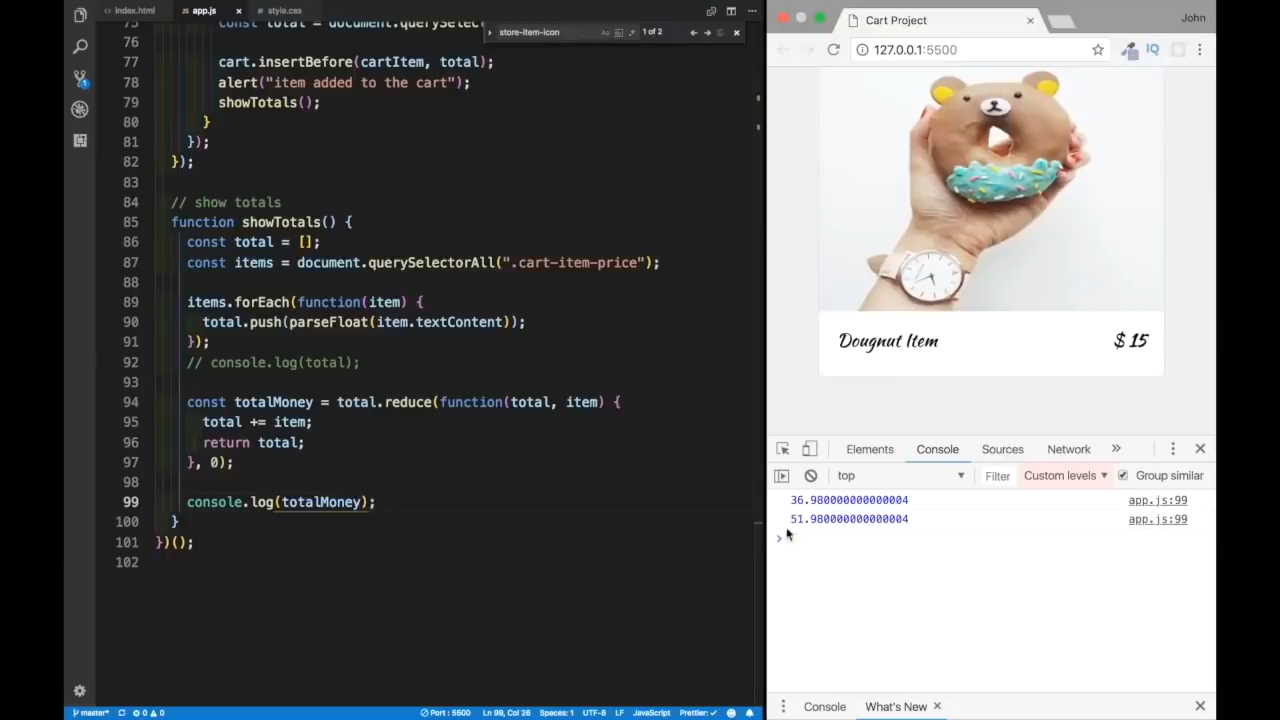 index.html
app.js
style.css
store-item-icon
1 of 2
75 const total = document.querySelect
76
77 cart.insertBefore(cartItem, total);
78 alert("item added to the cart");
79 showTotals();
80 }
81 });
82 });
83
84 // show totals
85 function showTotals() {
86 const total = [];
87 const items = document.querySelectorAll(".cart-item-price");
88
89 items.forEach(function(item) {
90 total.push(parseFloat(item.textContent));
91 });
92 // console.log(total);
93
94 const totalMoney = total.reduce(function(total, item) {
95 total += item;
96 return total;
97 }, 0);
98
99 console.log(totalMoney);
100 }
101 })();
102
master* 0 0
Port : 5500 Ln 99, Col 26 Spaces: 1 UTF-8 LF JavaScript Prettier: ✓
Cart Project
John
127.0.0.1:5500
IQ
Dougnut Item $ 15
Elements Console Sources Network
top Filter Custom levels Group similar
36.980000000000004 app.js:99
51.980000000000004 app.js:99
Console What's New